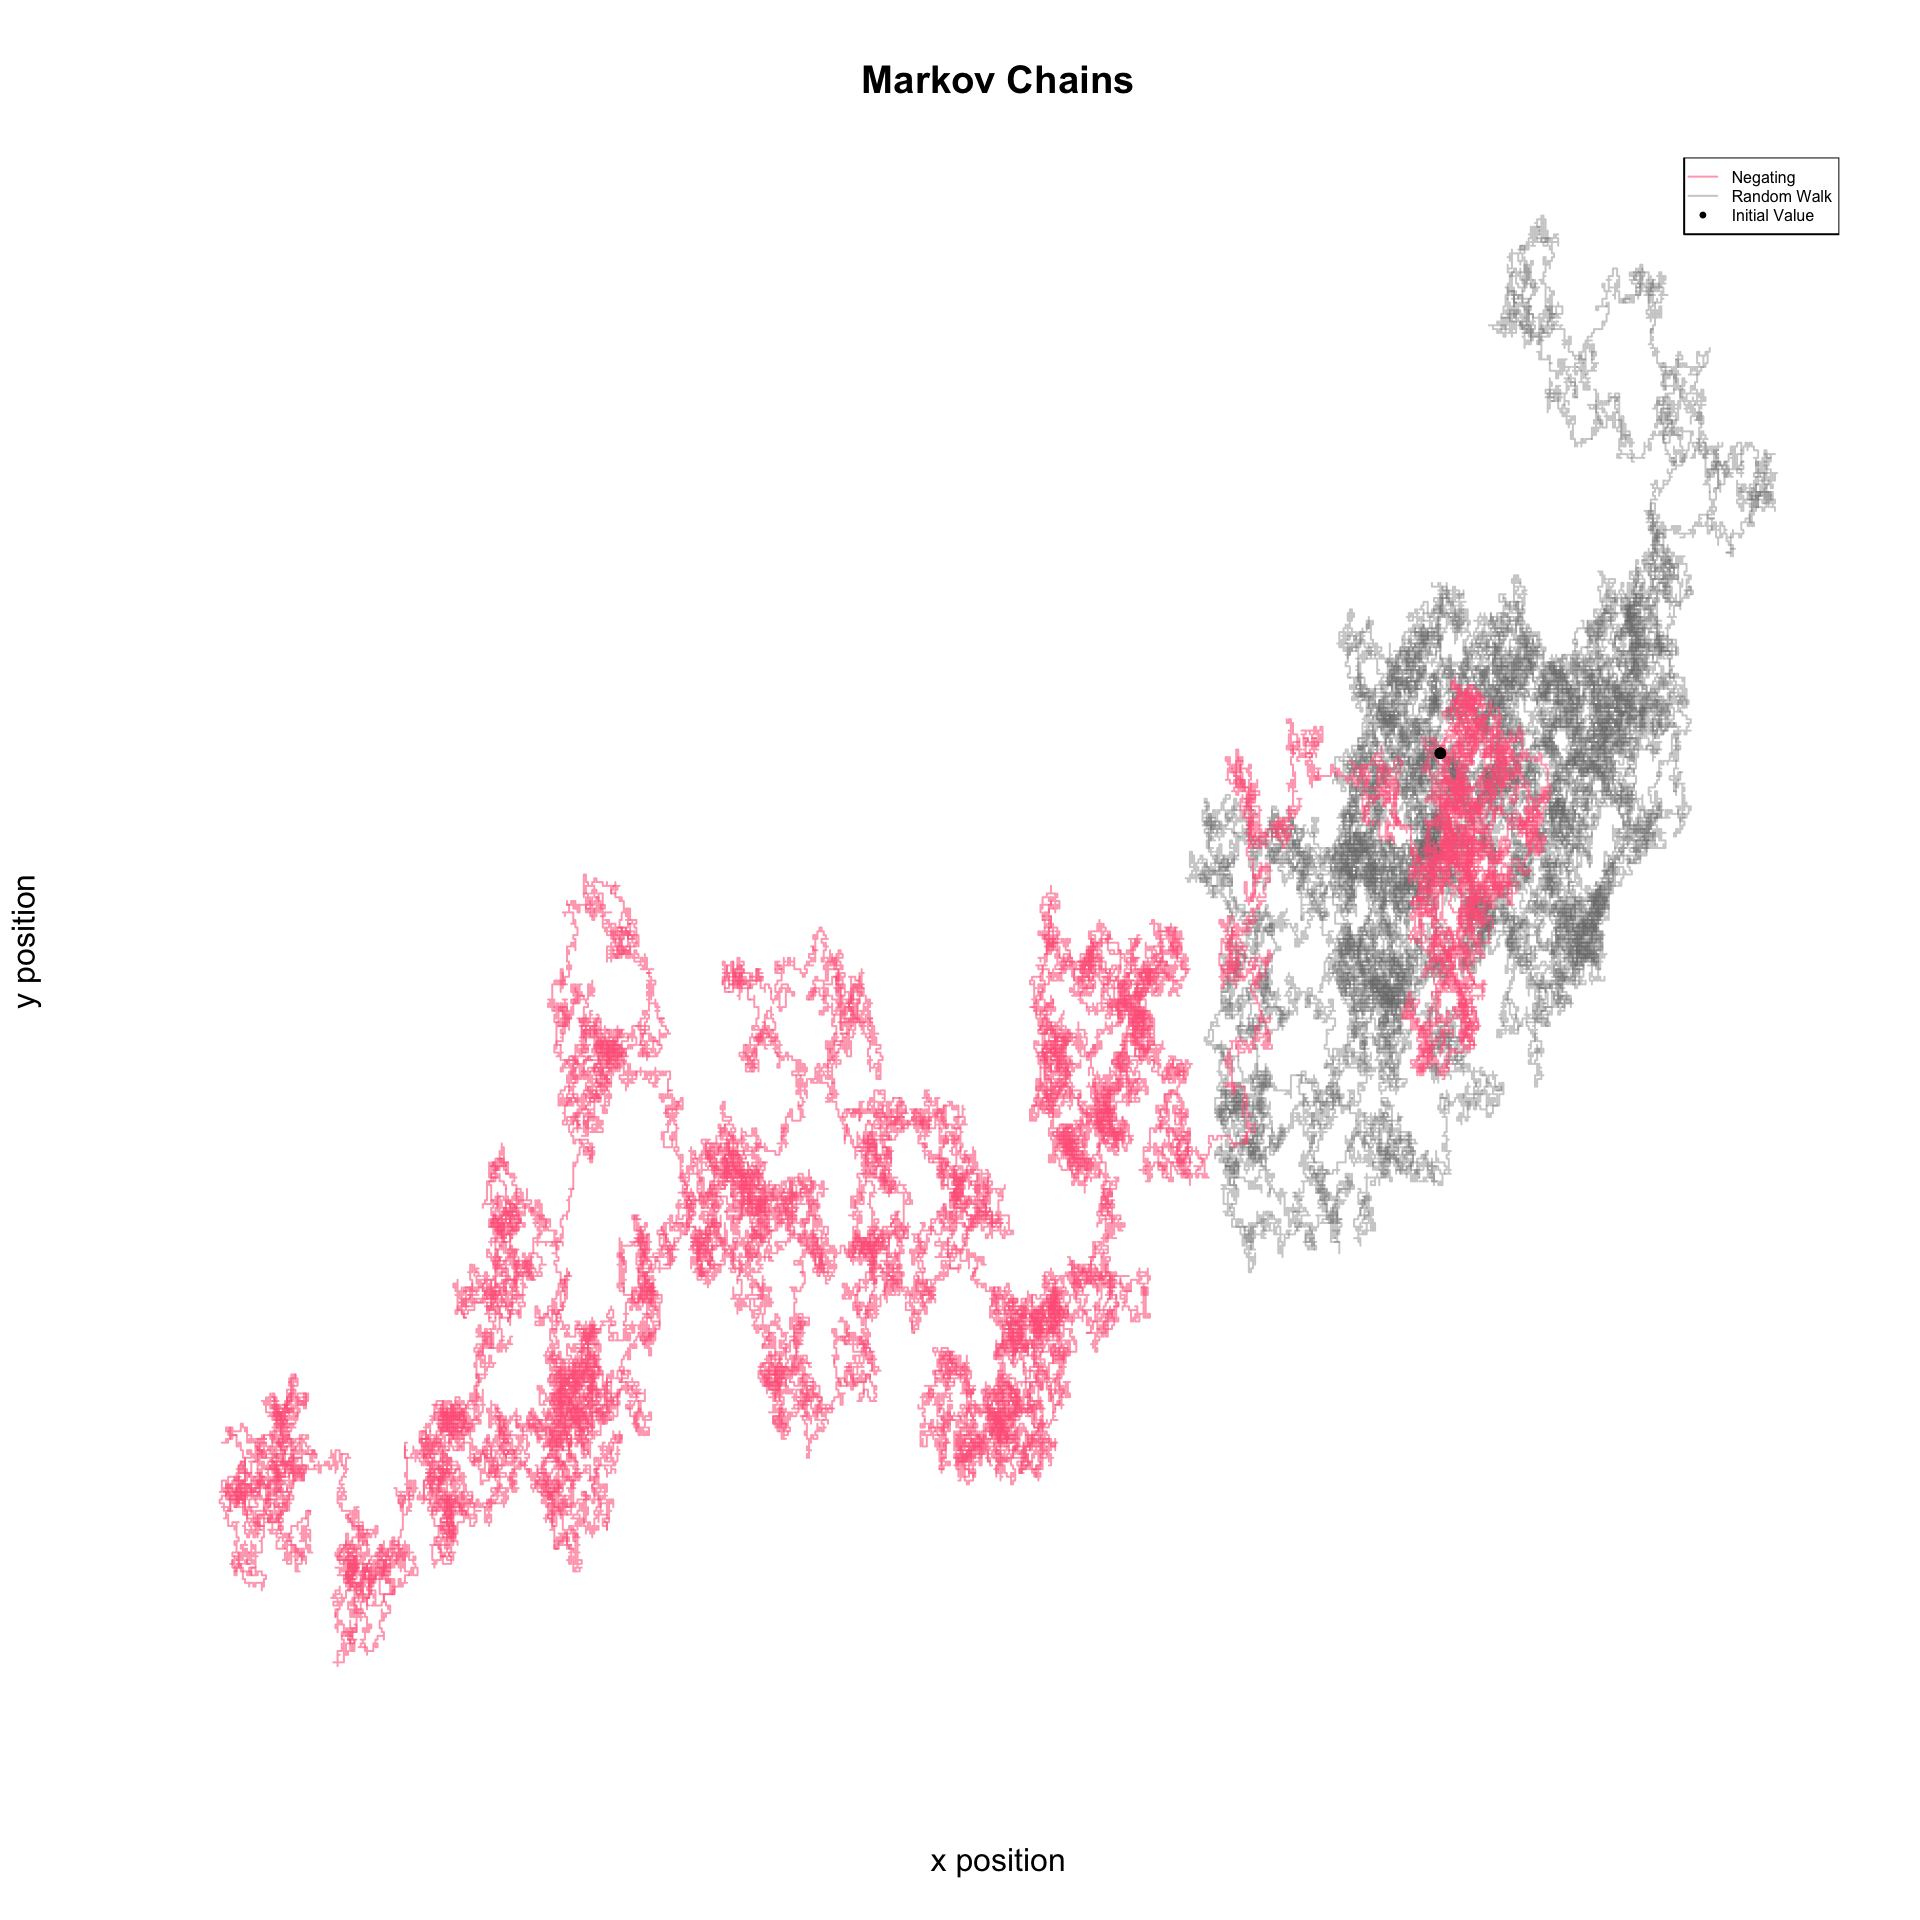 Markov Chains
Negating
Random Walk
Initial Value
y position
x position